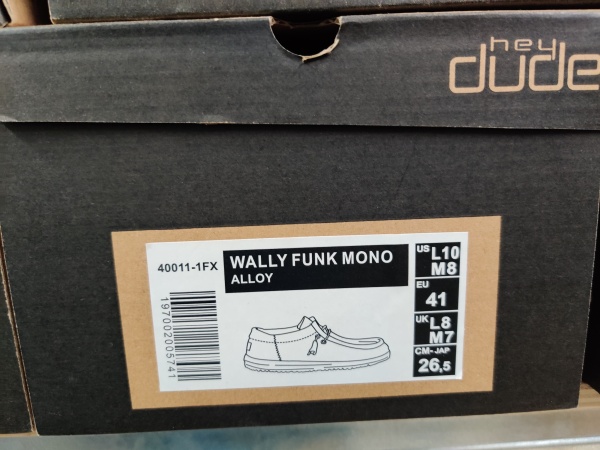 hey
dude
40011-1FX
WALLY FUNK MONO
ALLOY
197002005741
US L10
M8
EU
41
UK L8
M7
CM-JAP
26,5